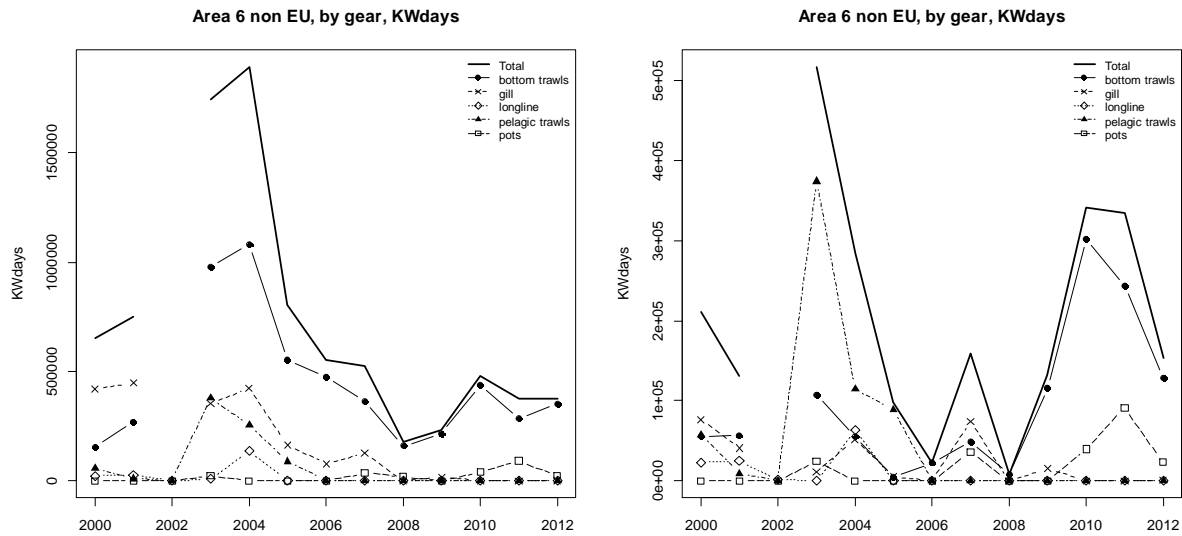 Area 6 non EU, by gear, KWdays
KWdays
0
500000
1000000
1500000
2000
2002
2004
2006
2008
2010
2012
Total
bottom trawls
gill
longline
pelagic trawls
pots
Area 6 non EU, by gear, KWdays
KWdays
0e+00
1e+05
2e+05
3e+05
4e+05
5e+05
2000
2002
2004
2006
2008
2010
2012
Total
bottom trawls
gill
longline
pelagic trawls
pots